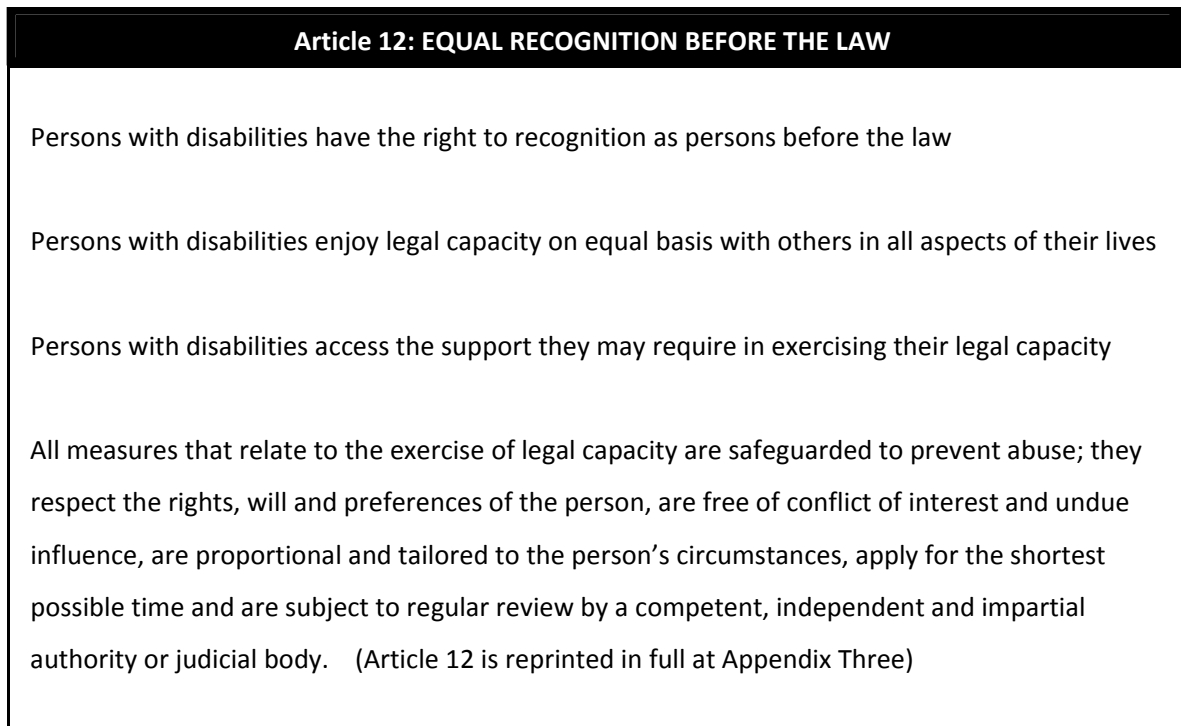 Article 12: EQUAL RECOGNITION BEFORE THE LAW
Persons with disabilities have the right to recognition as persons before the law
Persons with disabilities enjoy legal capacity on equal basis with others in all aspects of their lives
Persons with disabilities access the support they may require in exercising their legal capacity
All measures that relate to the exercise of legal capacity are safeguarded to prevent abuse; they
respect the rights, will and preferences of the person, are free of conflict of interest and undue
influence, are proportional and tailored to the person’s circumstances, apply for the shortest
possible time and are subject to regular review by a competent, independent and impartial
authority or judicial body.    (Article 12 is reprinted in full at Appendix Three)